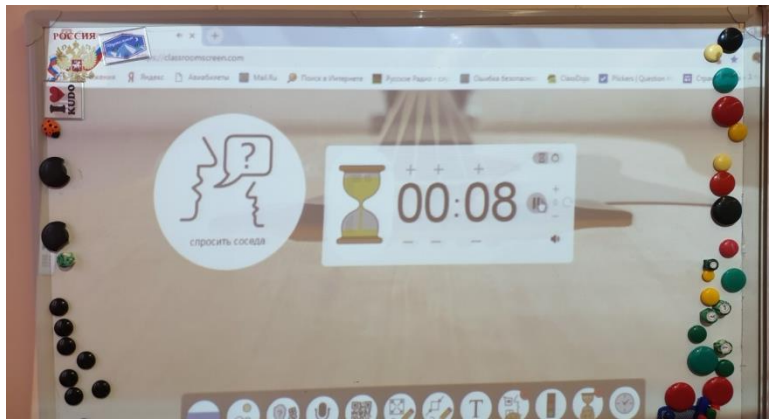 РОССИЯ
classroomscreen.com
Яндекс Авиабилеты Mail.Ru Поиск в Интернете Русское Радио - Ошибка безопасно ClassDojo Plickers | Question
I ❤ KUDO
00:08
спросить соседа
T